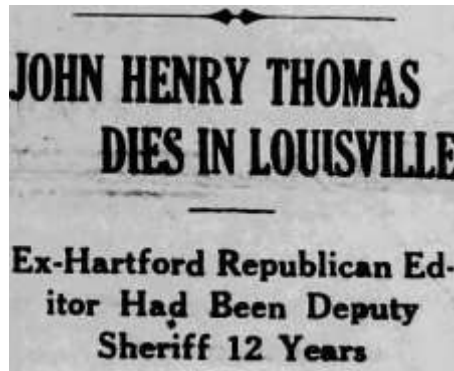 JOHN HENRY THOMAS
DIES IN LOUISVILLE
Ex-Hartford Republican Ed-
itor Had Been Deputy
Sheriff 12 Years